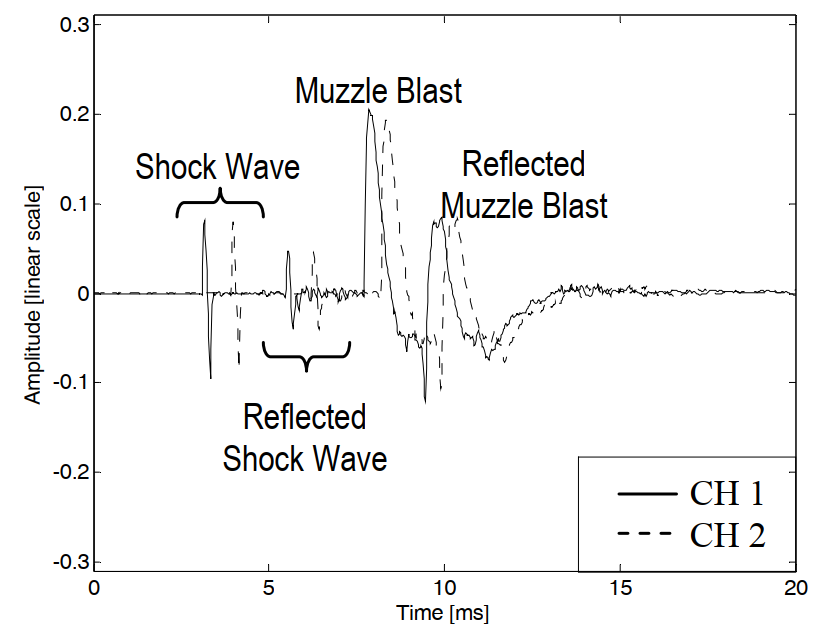 0.3
0.2
0.1
0
-0.1
-0.2
-0.3
Amplitude [linear scale]
Muzzle Blast
Shock Wave
Reflected
Muzzle Blast
Reflected
Shock Wave
CH 1
CH 2
0
5
10
15
20
Time [ms]